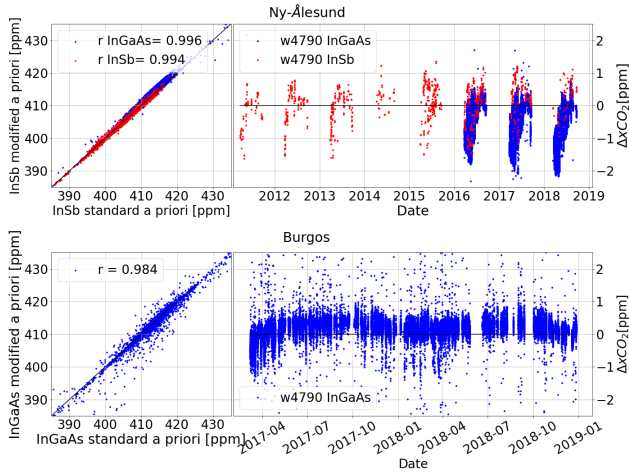 Ny-Ålesund
InSb modified a priori [ppm]
430
420
410
400
390
r InGaAs= 0.996
r InSb= 0.994
390 400 410 420 430
InSb standard a priori [ppm]
w4790 InGaAs
w4790 InSb
2012 2013 2014 2015 2016 2017 2018 2019
Date
2
1
0
−1
−2
ΔxCO2[ppm]
Burgos
InGaAs modified a priori [ppm]
430
420
410
400
390
r = 0.984
390 400 410 420 430
InGaAs standard a priori [ppm]
w4790 InGaAs
2017-04 2017-07 2017-10 2018-01 2018-04 2018-07 2018-10 2019-01
Date
2
1
0
−1
−2
ΔxCO2[ppm]